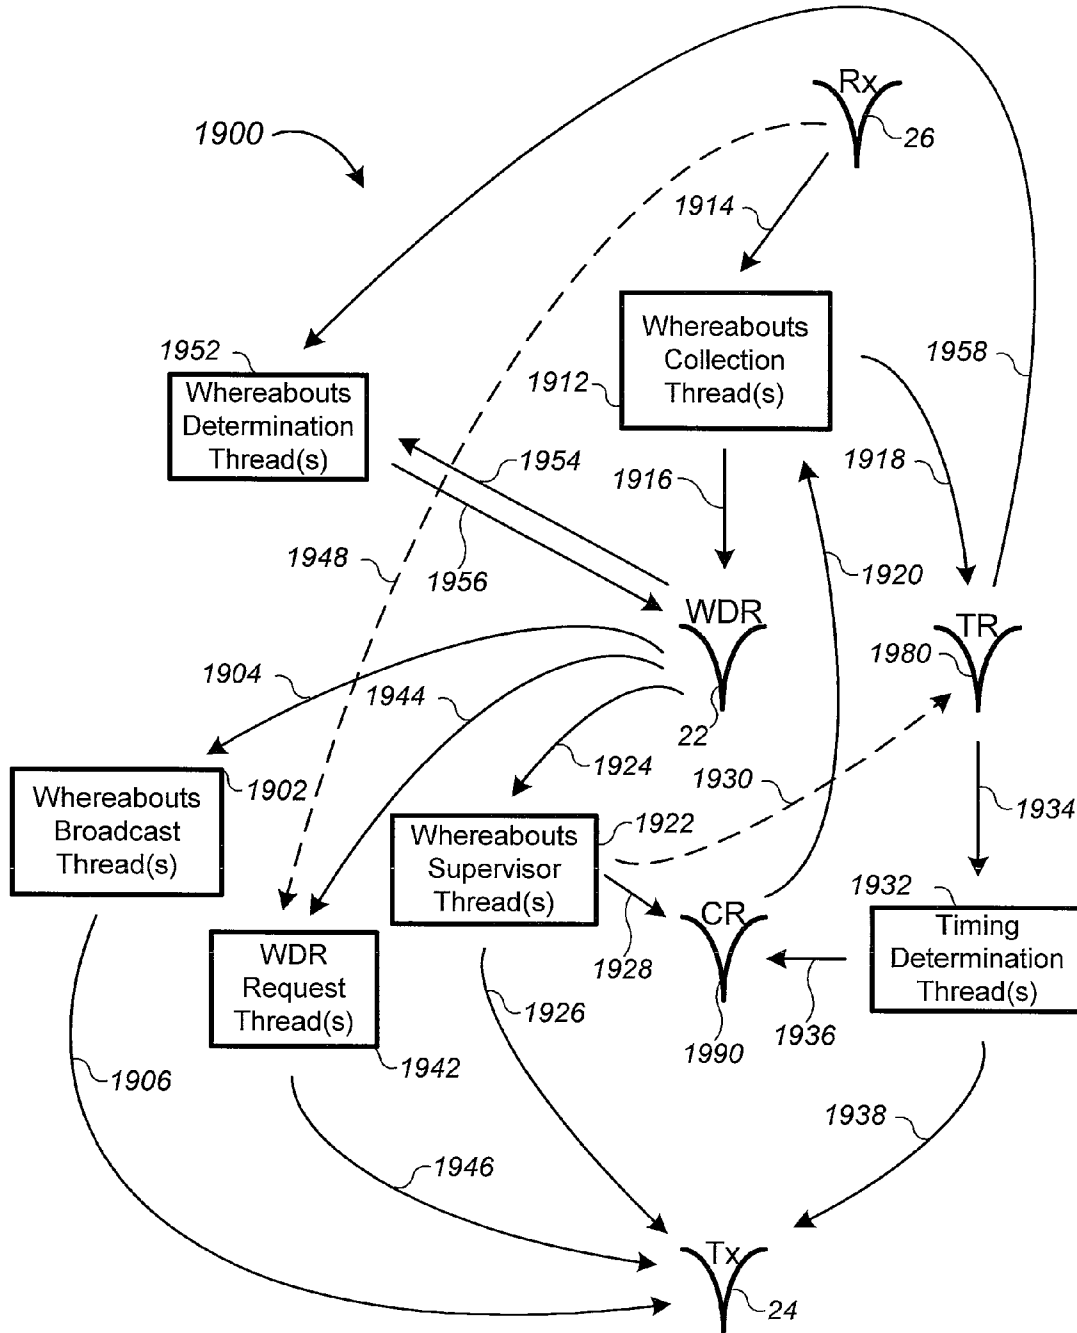 Rx
26
1900
1914
Whereabouts
Collection
Thread(s)
1912
1952
Whereabouts
Determination
Thread(s)
1958
1954
1956
1916
1918
1920
1948
WDR
22
TR
1980
1904
1944
1924
1930
1934
1902
Whereabouts
Broadcast
Thread(s)
1922
Whereabouts
Supervisor
Thread(s)
1932
Timing
Determination
Thread(s)
CR
1990
1928
1936
WDR
Request
Thread(s)
1942
1926
1906
1938
1946
Tx
24